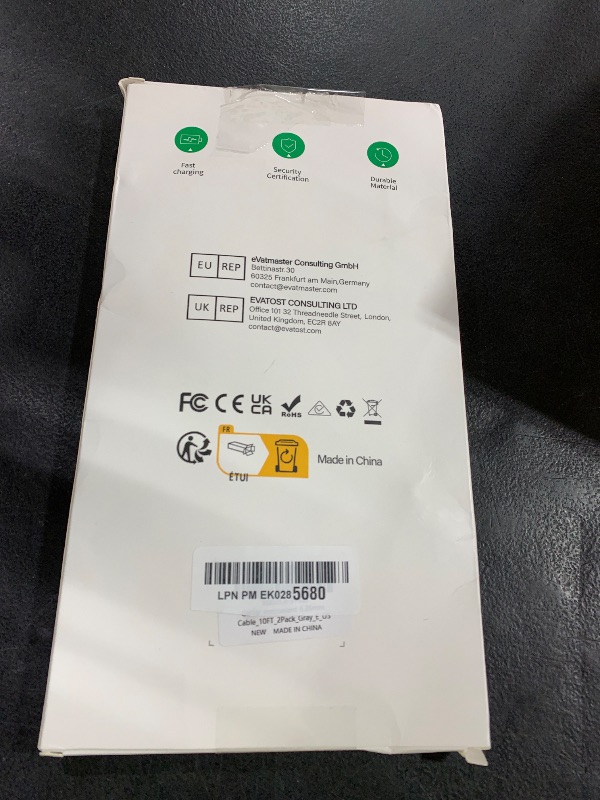 Fast
charging
Security
Certification
Durable
Material
EU REP
eVatmaster Consulting GmbH
Bettinastr.30
60325 Frankfurt am Main,Germany
contact@evatmaster.com
UK REP
EVATOST CONSULTING LTD
Office 101 32 Threadneedle Street, London,
United Kingdom, EC2R 8AY
contact@evatost.com
FC CE UK CA RoHS
FR
ÉTUI
Made in China
LPN PM EK0285680
Cable_10FT_2Pack_Gray_E_US
NEW MADE IN CHINA